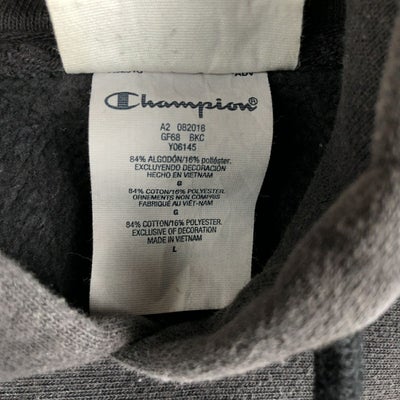 Champion®
A2 082016
GF68 BKC
Y06145
84% ALGODÓN/16% poliéster.
EXCLUYENDO DECORACIÓN
HECHO EN VIETNAM
G
84% COTON/16% POLYESTER.
ORNEMENTS NON COMPRIS
FABRIQUÉ AU VIÊT-NAM
G
84% COTTON/16% POLYESTER.
EXCLUSIVE OF DECORATION
MADE IN VIETNAM
L